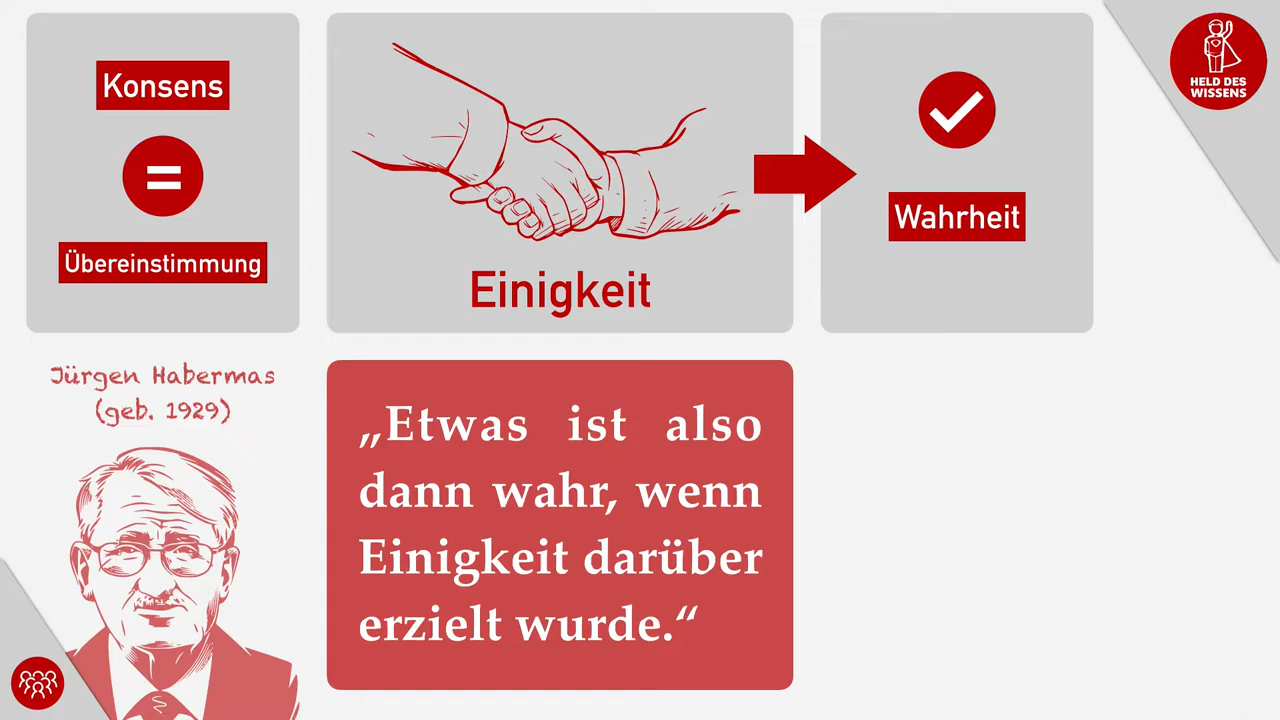 Konsens
Übereinstimmung
Einigkeit
Wahrheit
HELD DES
WISSENS
Jürgen Habermas
(geb. 1929)
„Etwas ist also
dann wahr, wenn
Einigkeit darüber
erzielt wurde.“